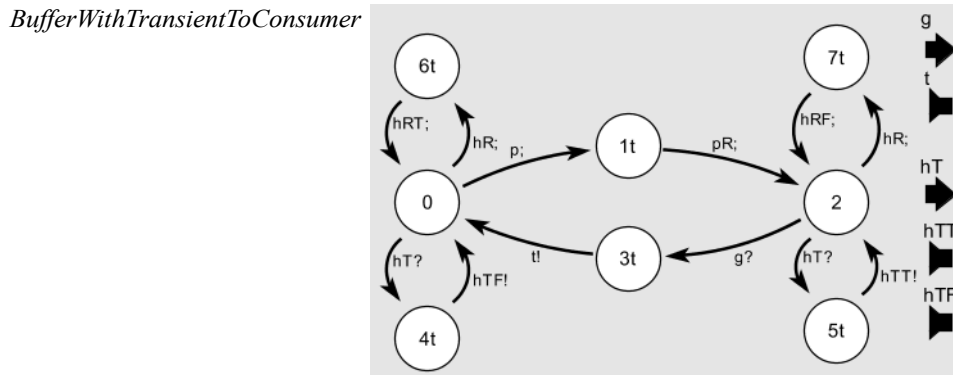 BufferWithTransientToConsumer
g
6t
7t
t
hRT;
hR;
hRF;
hR;
p;
1t
pR;
0
2
hT
3t
t!
g?
hT?
hTF!
hT?
hTT!
hTT
hTF
4t
5t